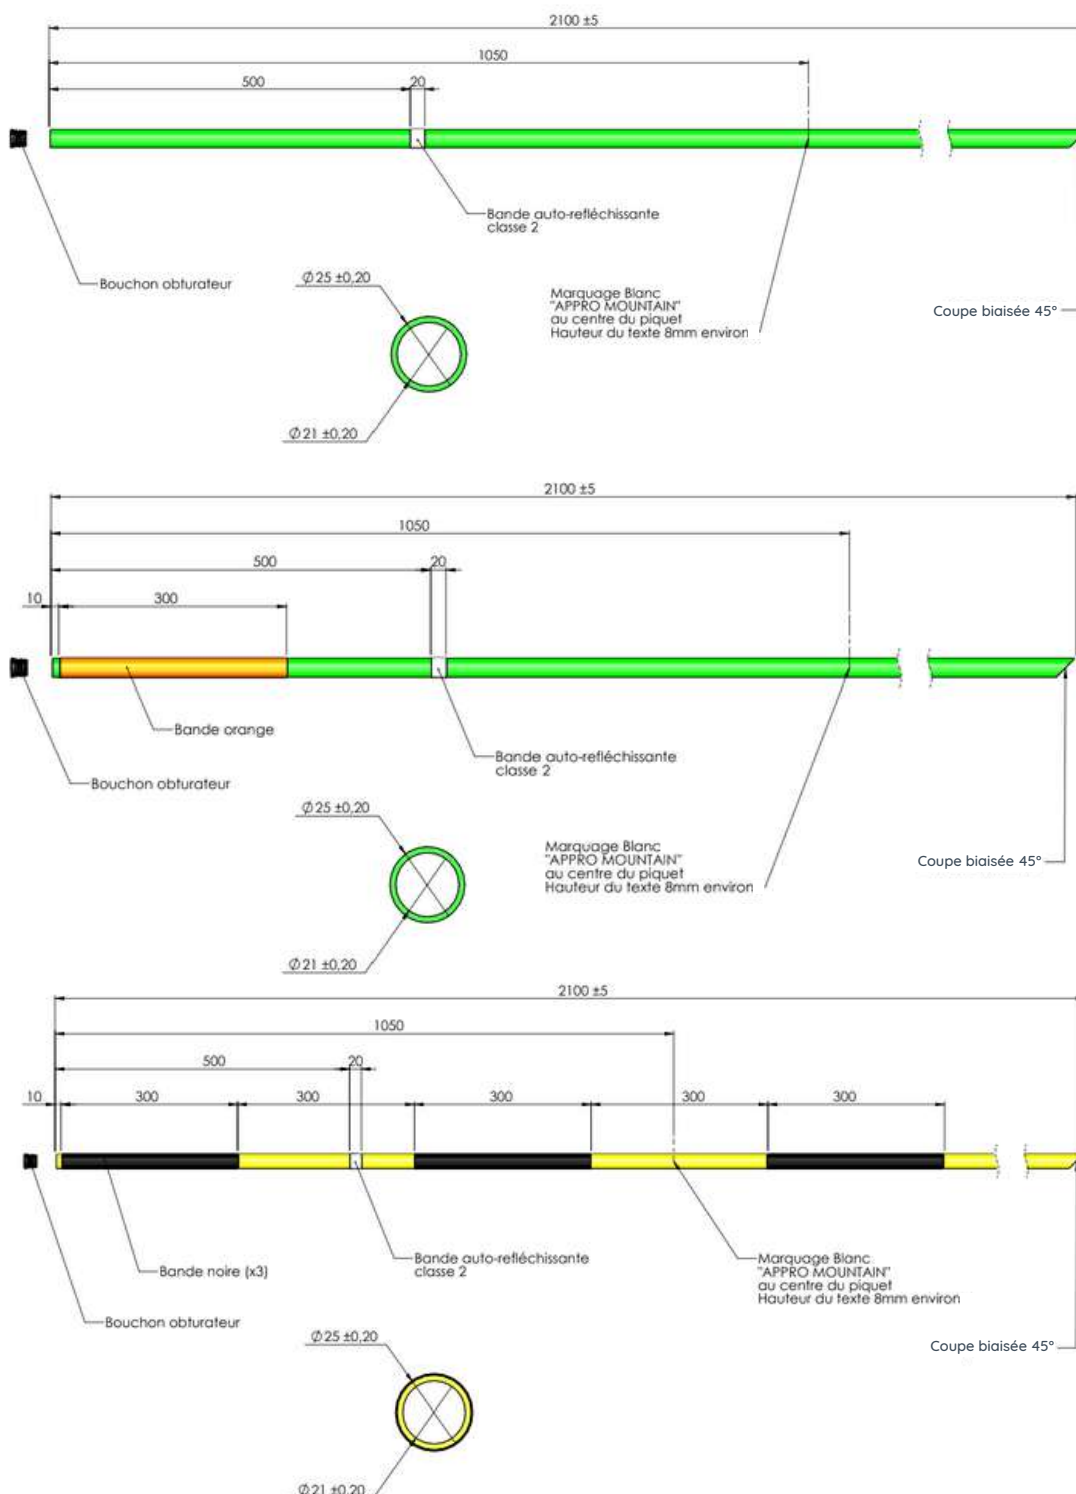 2100 ±5
1050
500
20
Bande auto-refléchissante
classe 2
Bouchon obturateur
Ø25 ±0,20
Marquage Blanc
"APPRO MOUNTAIN"
au centre du piquet
Hauteur du texte 8mm environ
Coupe biaisée 45°
Ø21 ±0,20
2100 ±5
1050
500
20
10
300
Bande orange
Bande auto-refléchissante
classe 2
Bouchon obturateur
Ø25 ±0,20
Marquage Blanc
"APPRO MOUNTAIN"
au centre du piquet
Hauteur du texte 8mm environ
Coupe biaisée 45°
Ø21 ±0,20
2100 ±5
1050
500
20
10
300
300
300
300
300
Bande auto-refléchissante
classe 2
Marquage Blanc
"APPRO MOUNTAIN"
au centre du piquet
Hauteur du texte 8mm environ
Bande noire (x3)
Bouchon obturateur
Ø25 ±0,20
Coupe biaisée 45°
Ø21 ±0,20